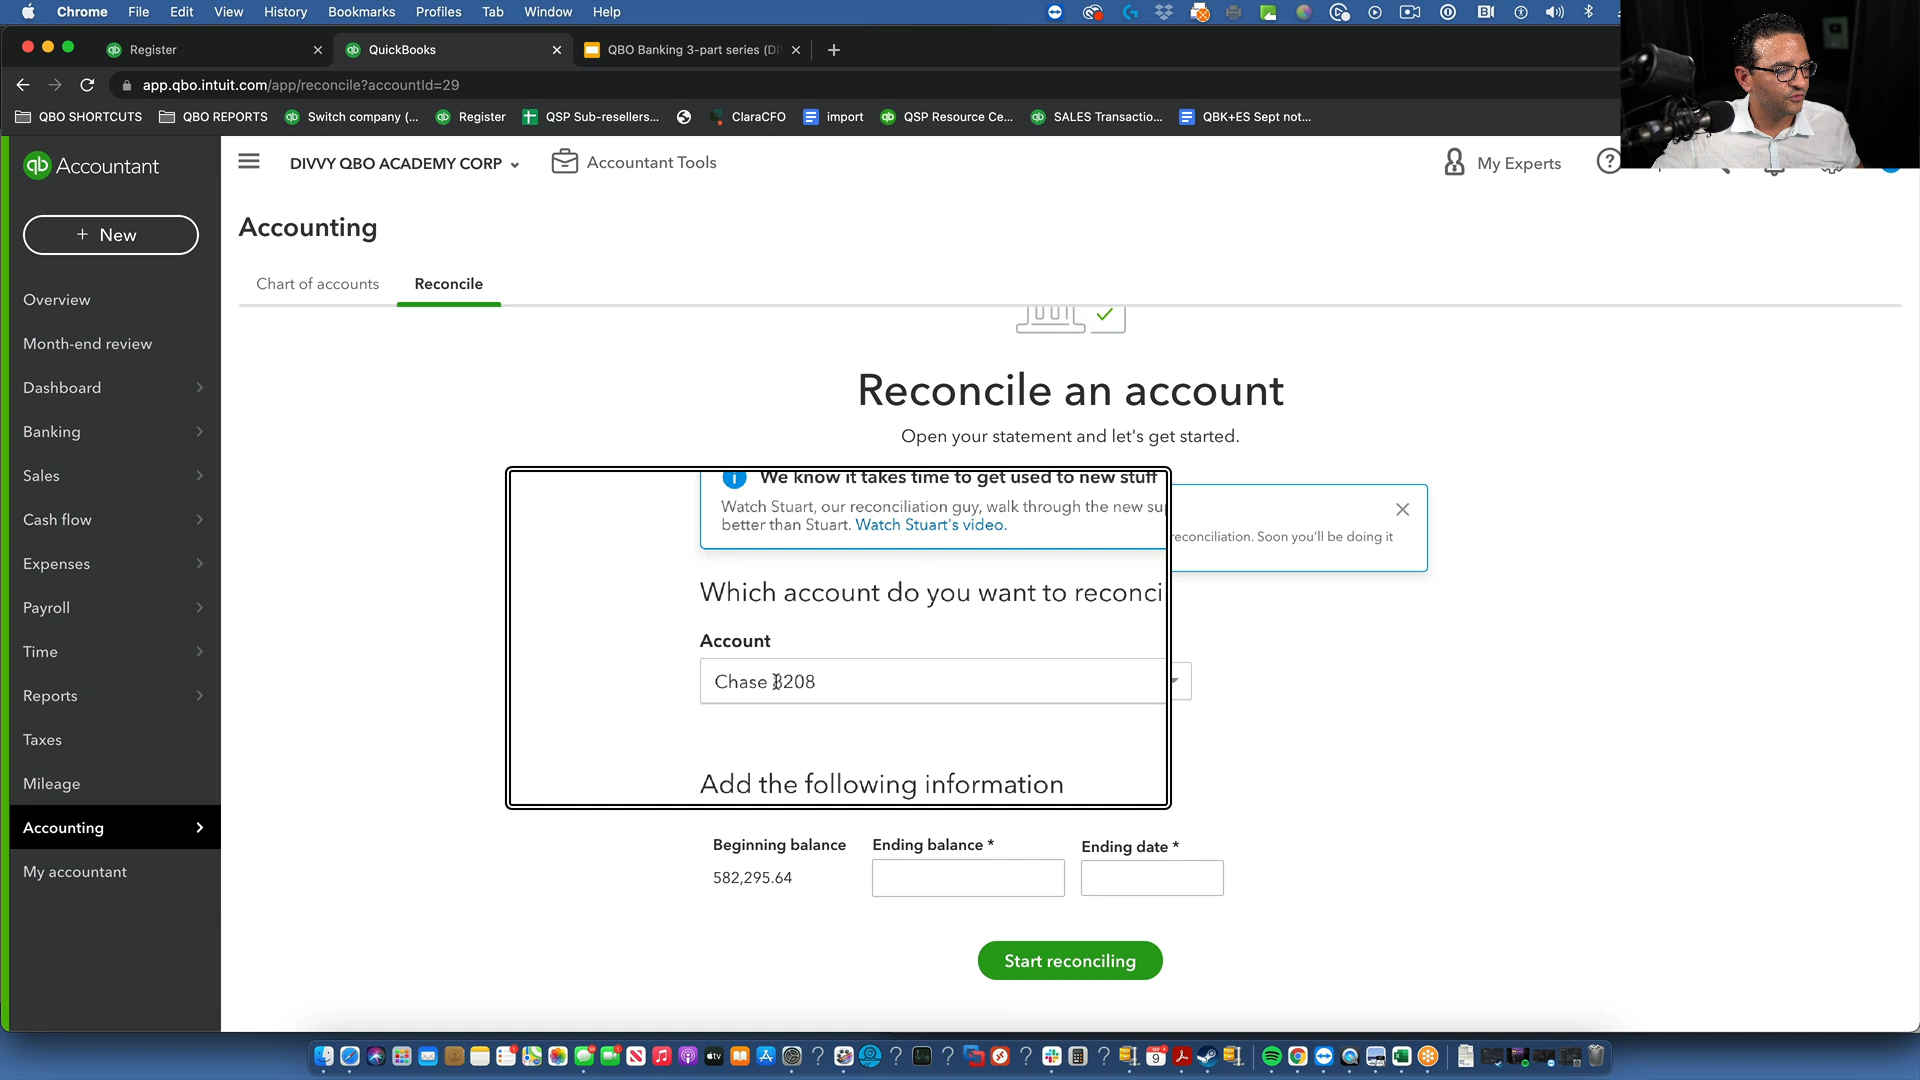 Chrome File Edit View History Bookmarks Profiles Tab Window Help
Register QuickBooks QBO Banking 3-part series (DI
app.qbo.intuit.com/app/reconcile?accountId=29
QBO SHORTCUTS QBO REPORTS Switch company (... Register QSP Sub-resellers... ClaraCFO import QSP Resource Ce... SALES Transactio... QBK+ES Sept not...
qb Accountant
DIVVY QBO ACADEMY CORP Accountant Tools My Experts
+ New
Accounting
Chart of accounts Reconcile
Overview
Month-end review
Dashboard
Banking
Sales
Cash flow
Expenses
Payroll
Time
Reports
Taxes
Mileage
Accounting
My accountant
Reconcile an account
Open your statement and let's get started.
We know it takes time to get used to new stuff
Watch Stuart, our reconciliation guy, walk through the new
better than Stuart. Watch Stuart's video.
reconciliation. Soon you'll be doing it
Which account do you want to
Account
Chase 3208
Add the following information
Beginning balance Ending balance * Ending date *
582,295.64
Start reconciling